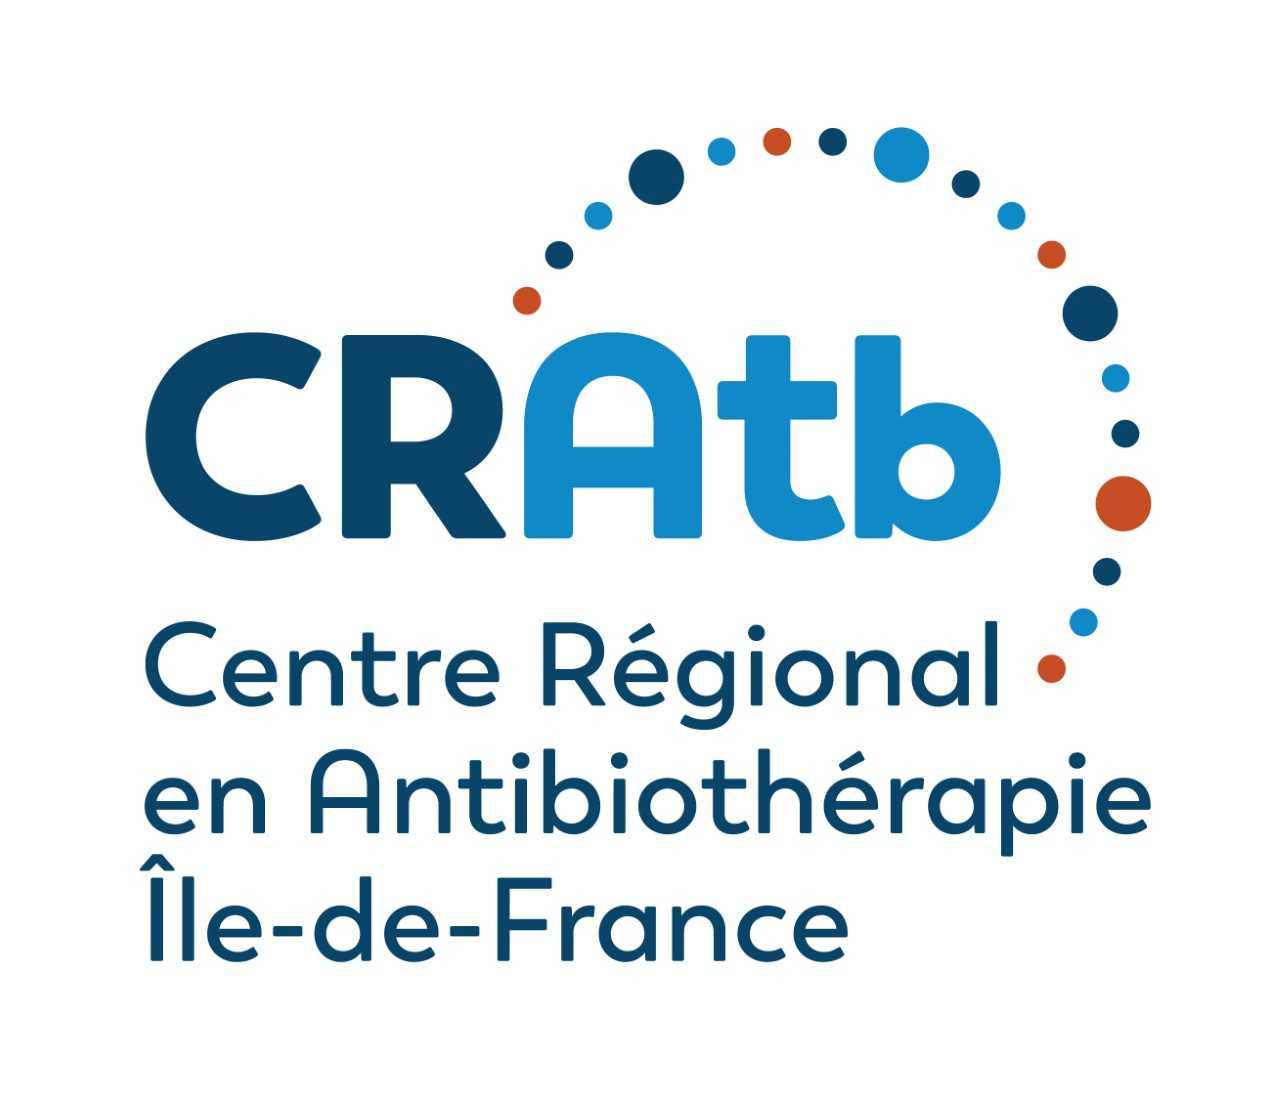 CRAtb
Centre Régional
en Antibiothérapie
Île-de-France